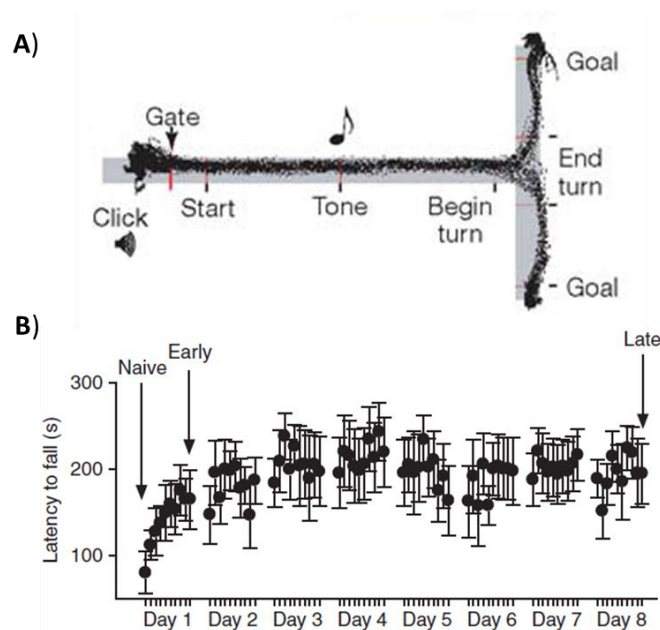 A)
Gate
Goal
Click
Start
Tone
Begin
turn
End
turn
Goal
B)
Naive
Early
Late
Latency to fall (s)
300
200
100
Day 1 Day 2 Day 3 Day 4 Day 5 Day 6 Day 7 Day 8